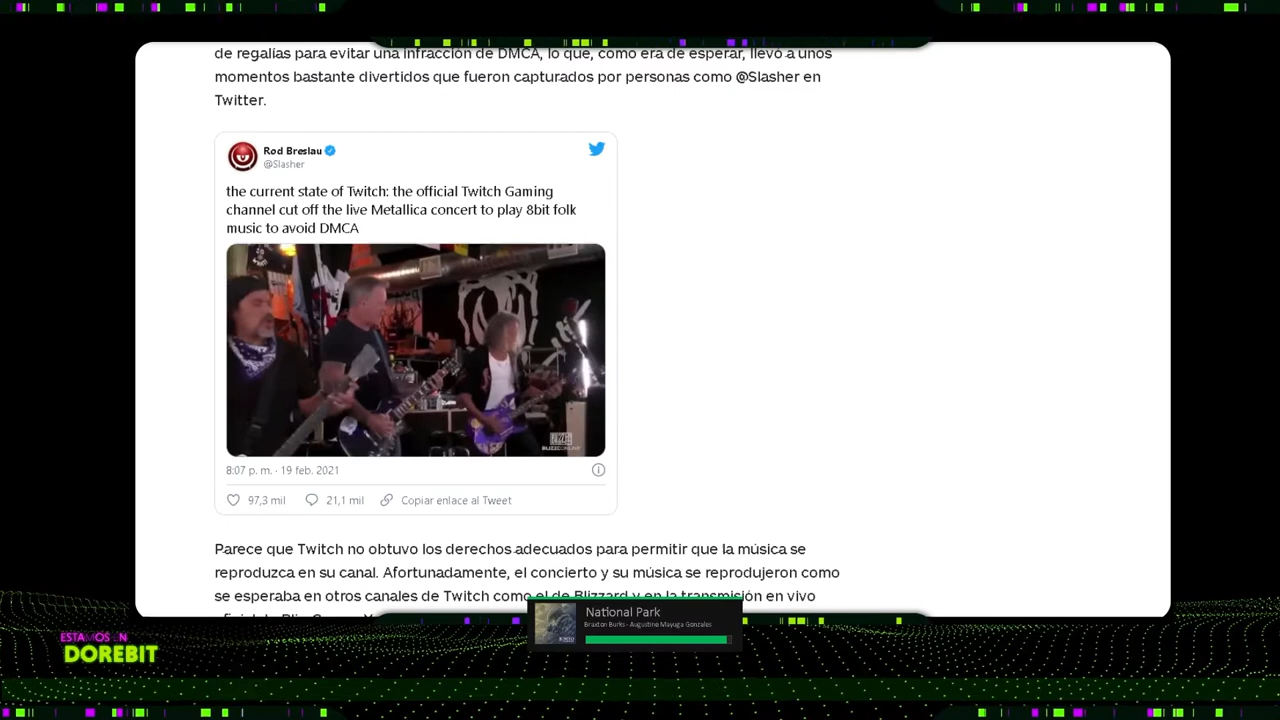 de regalías para evitar una infracción de DMCA, lo que, como era de esperar, llevó a unos
momentos bastante divertidos que fueron capturados por personas como @Slasher en
Twitter.
Rod Breslau
@Slasher
the current state of Twitch: the official Twitch Gaming
channel cut off the live Metallica concert to play 8bit folk
music to avoid DMCA
8:07 p. m. · 19 feb. 2021
97,3 mil
21,1 mil
Copiar enlace al Tweet
Parece que Twitch no obtuvo los derechos adecuados para permitir que la música se
reproduzca en su canal. Afortunadamente, el concierto y su música se reprodujeron como
se esperaba en otros canales de Twitch como el de Blizzard y en la transmisión en vivo
National Park
Braxton Burks - Augustine Mayuga Gonzales
ESTAMOS EN
DOREBIT